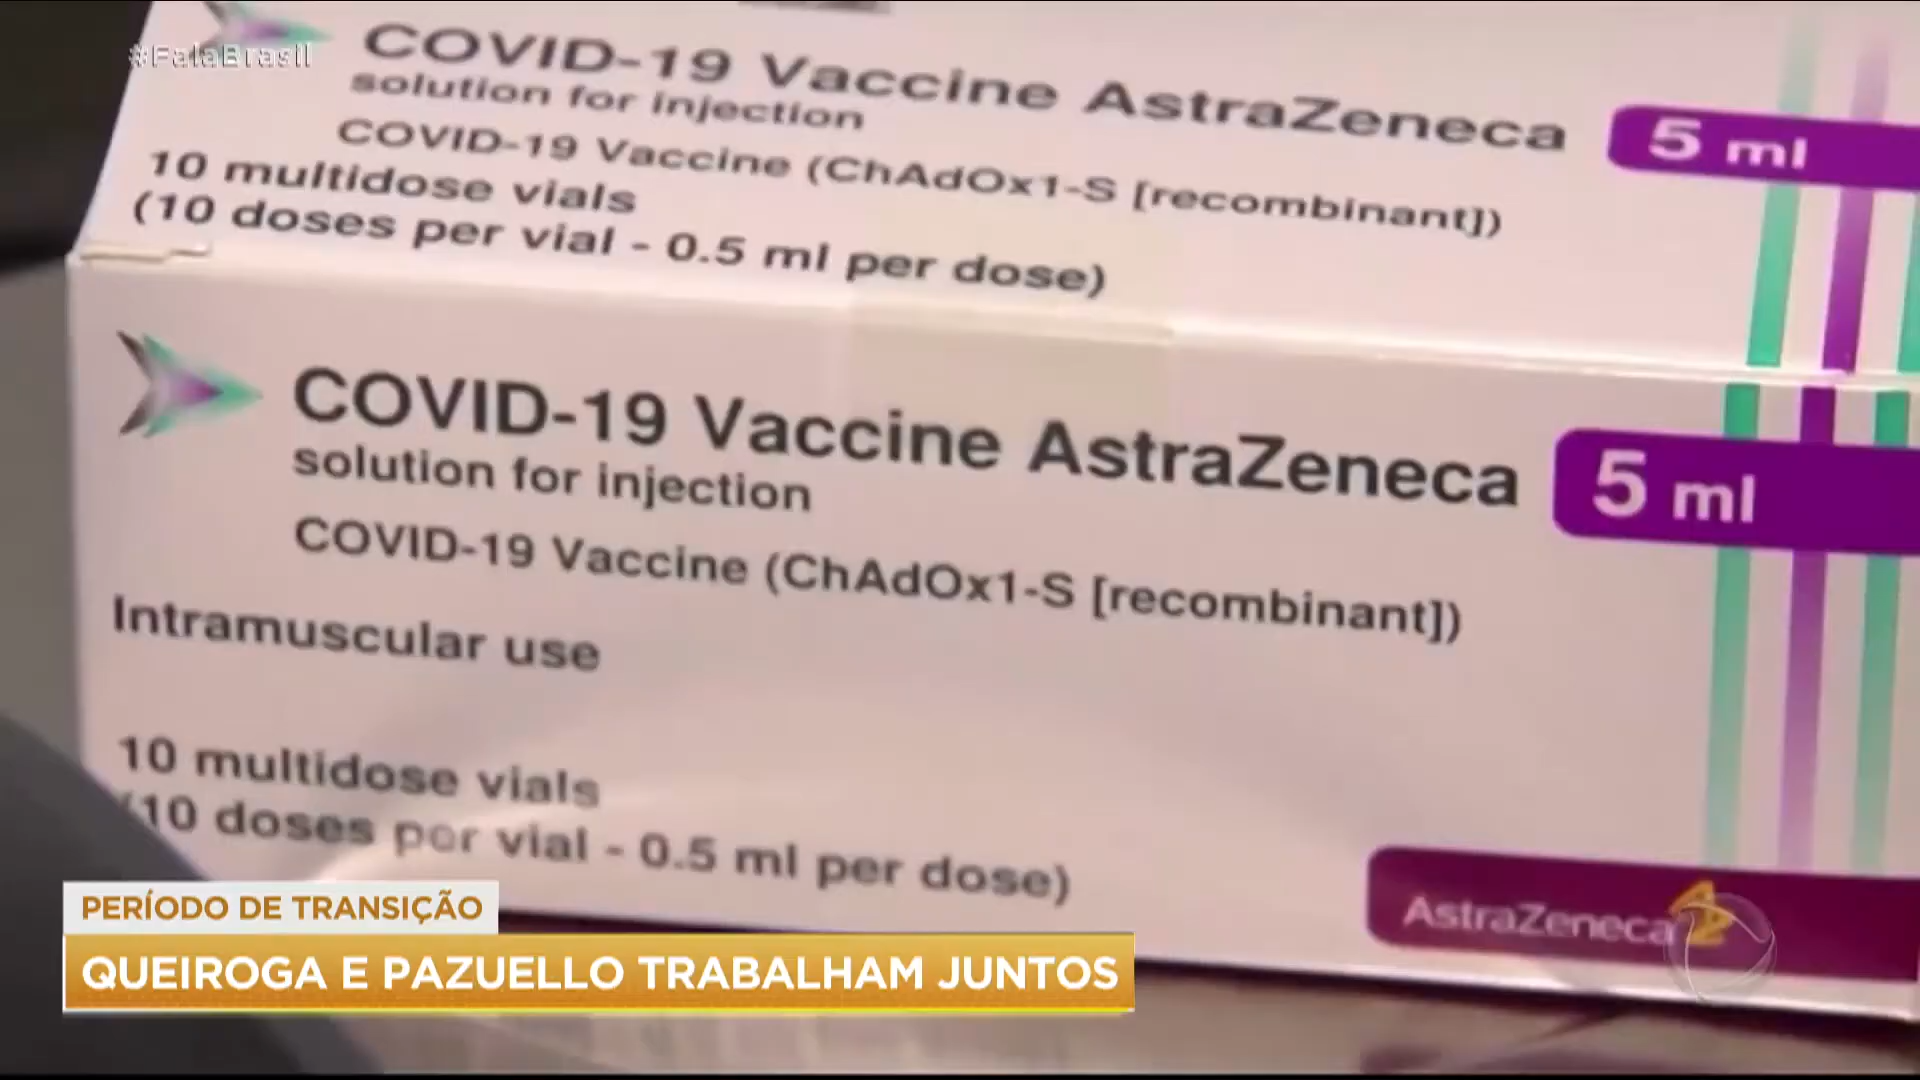 #FalaBrasil
COVID-19 Vaccine AstraZeneca
solution for injection
COVID-19 Vaccine (ChAdOx1-S [recombinant])
10 multidose vials
(10 doses per vial - 0.5 ml per dose)
5 ml
COVID-19 Vaccine AstraZeneca
solution for injection
COVID-19 Vaccine (ChAdOx1-S [recombinant])
5 ml
Intramuscular use
10 multidose vials
(10 doses per vial - 0.5 ml per dose)
AstraZeneca
PERÍODO DE TRANSIÇÃO
QUEIROGA E PAZUELLO TRABALHAM JUNTOS